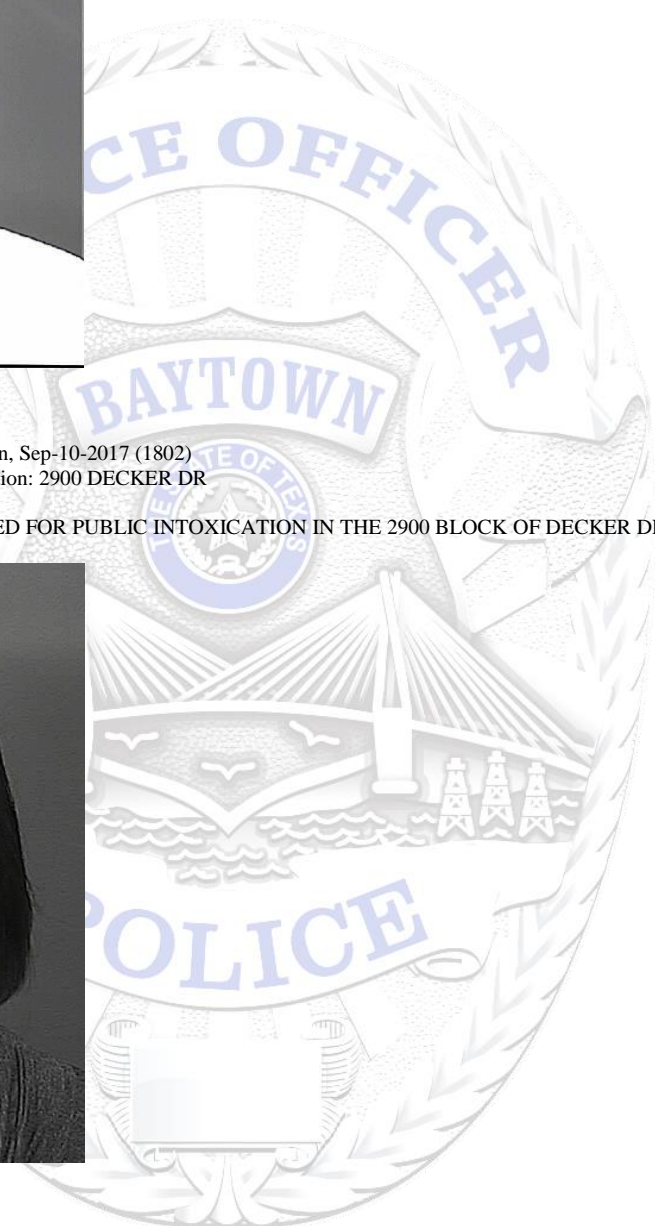 CE OFFICER
BAYTOWN
n, Sep-10-2017 (1802)
ion: 2900 DECKER DR
THE STATE OF TEXAS
ED FOR PUBLIC INTOXICATION IN THE 2900 BLOCK OF DECKER DR
POLICE